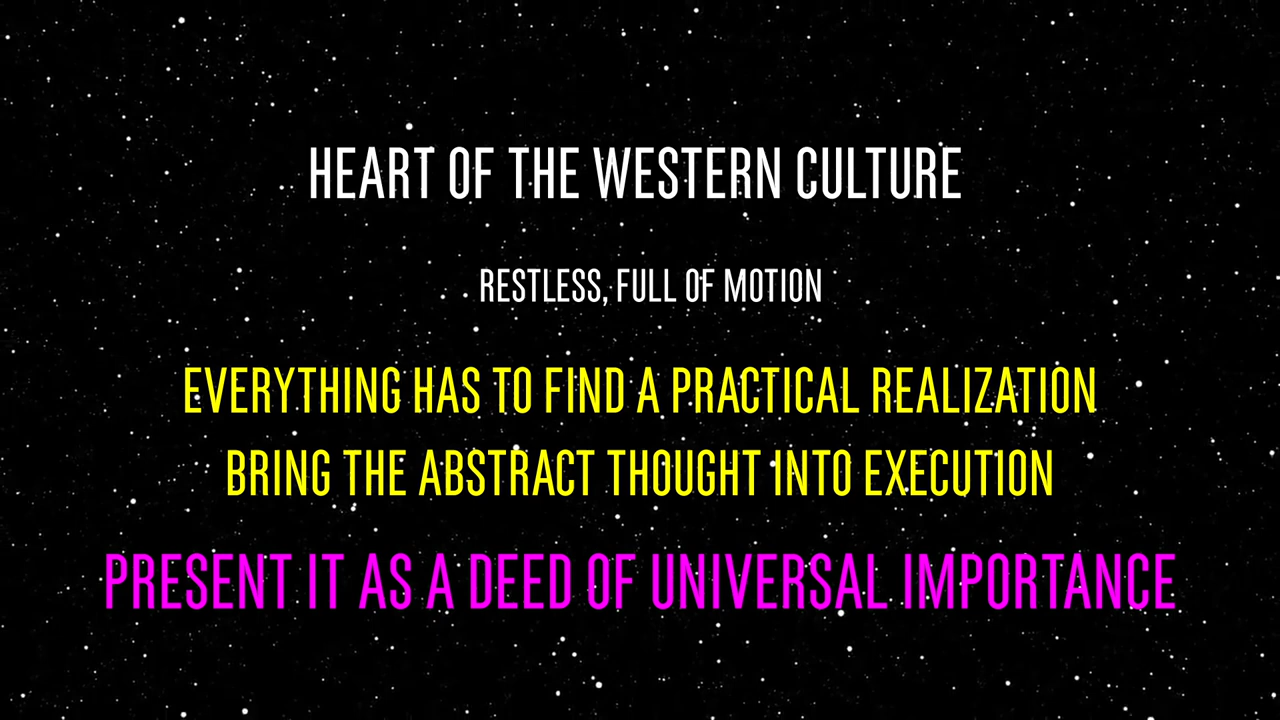 HEART OF THE WESTERN CULTURE
RESTLESS, FULL OF MOTION
EVERYTHING HAS TO FIND A PRACTICAL REALIZATION
BRING THE ABSTRACT THOUGHT INTO EXECUTION
PRESENT IT AS A DEED OF UNIVERSAL IMPORTANCE